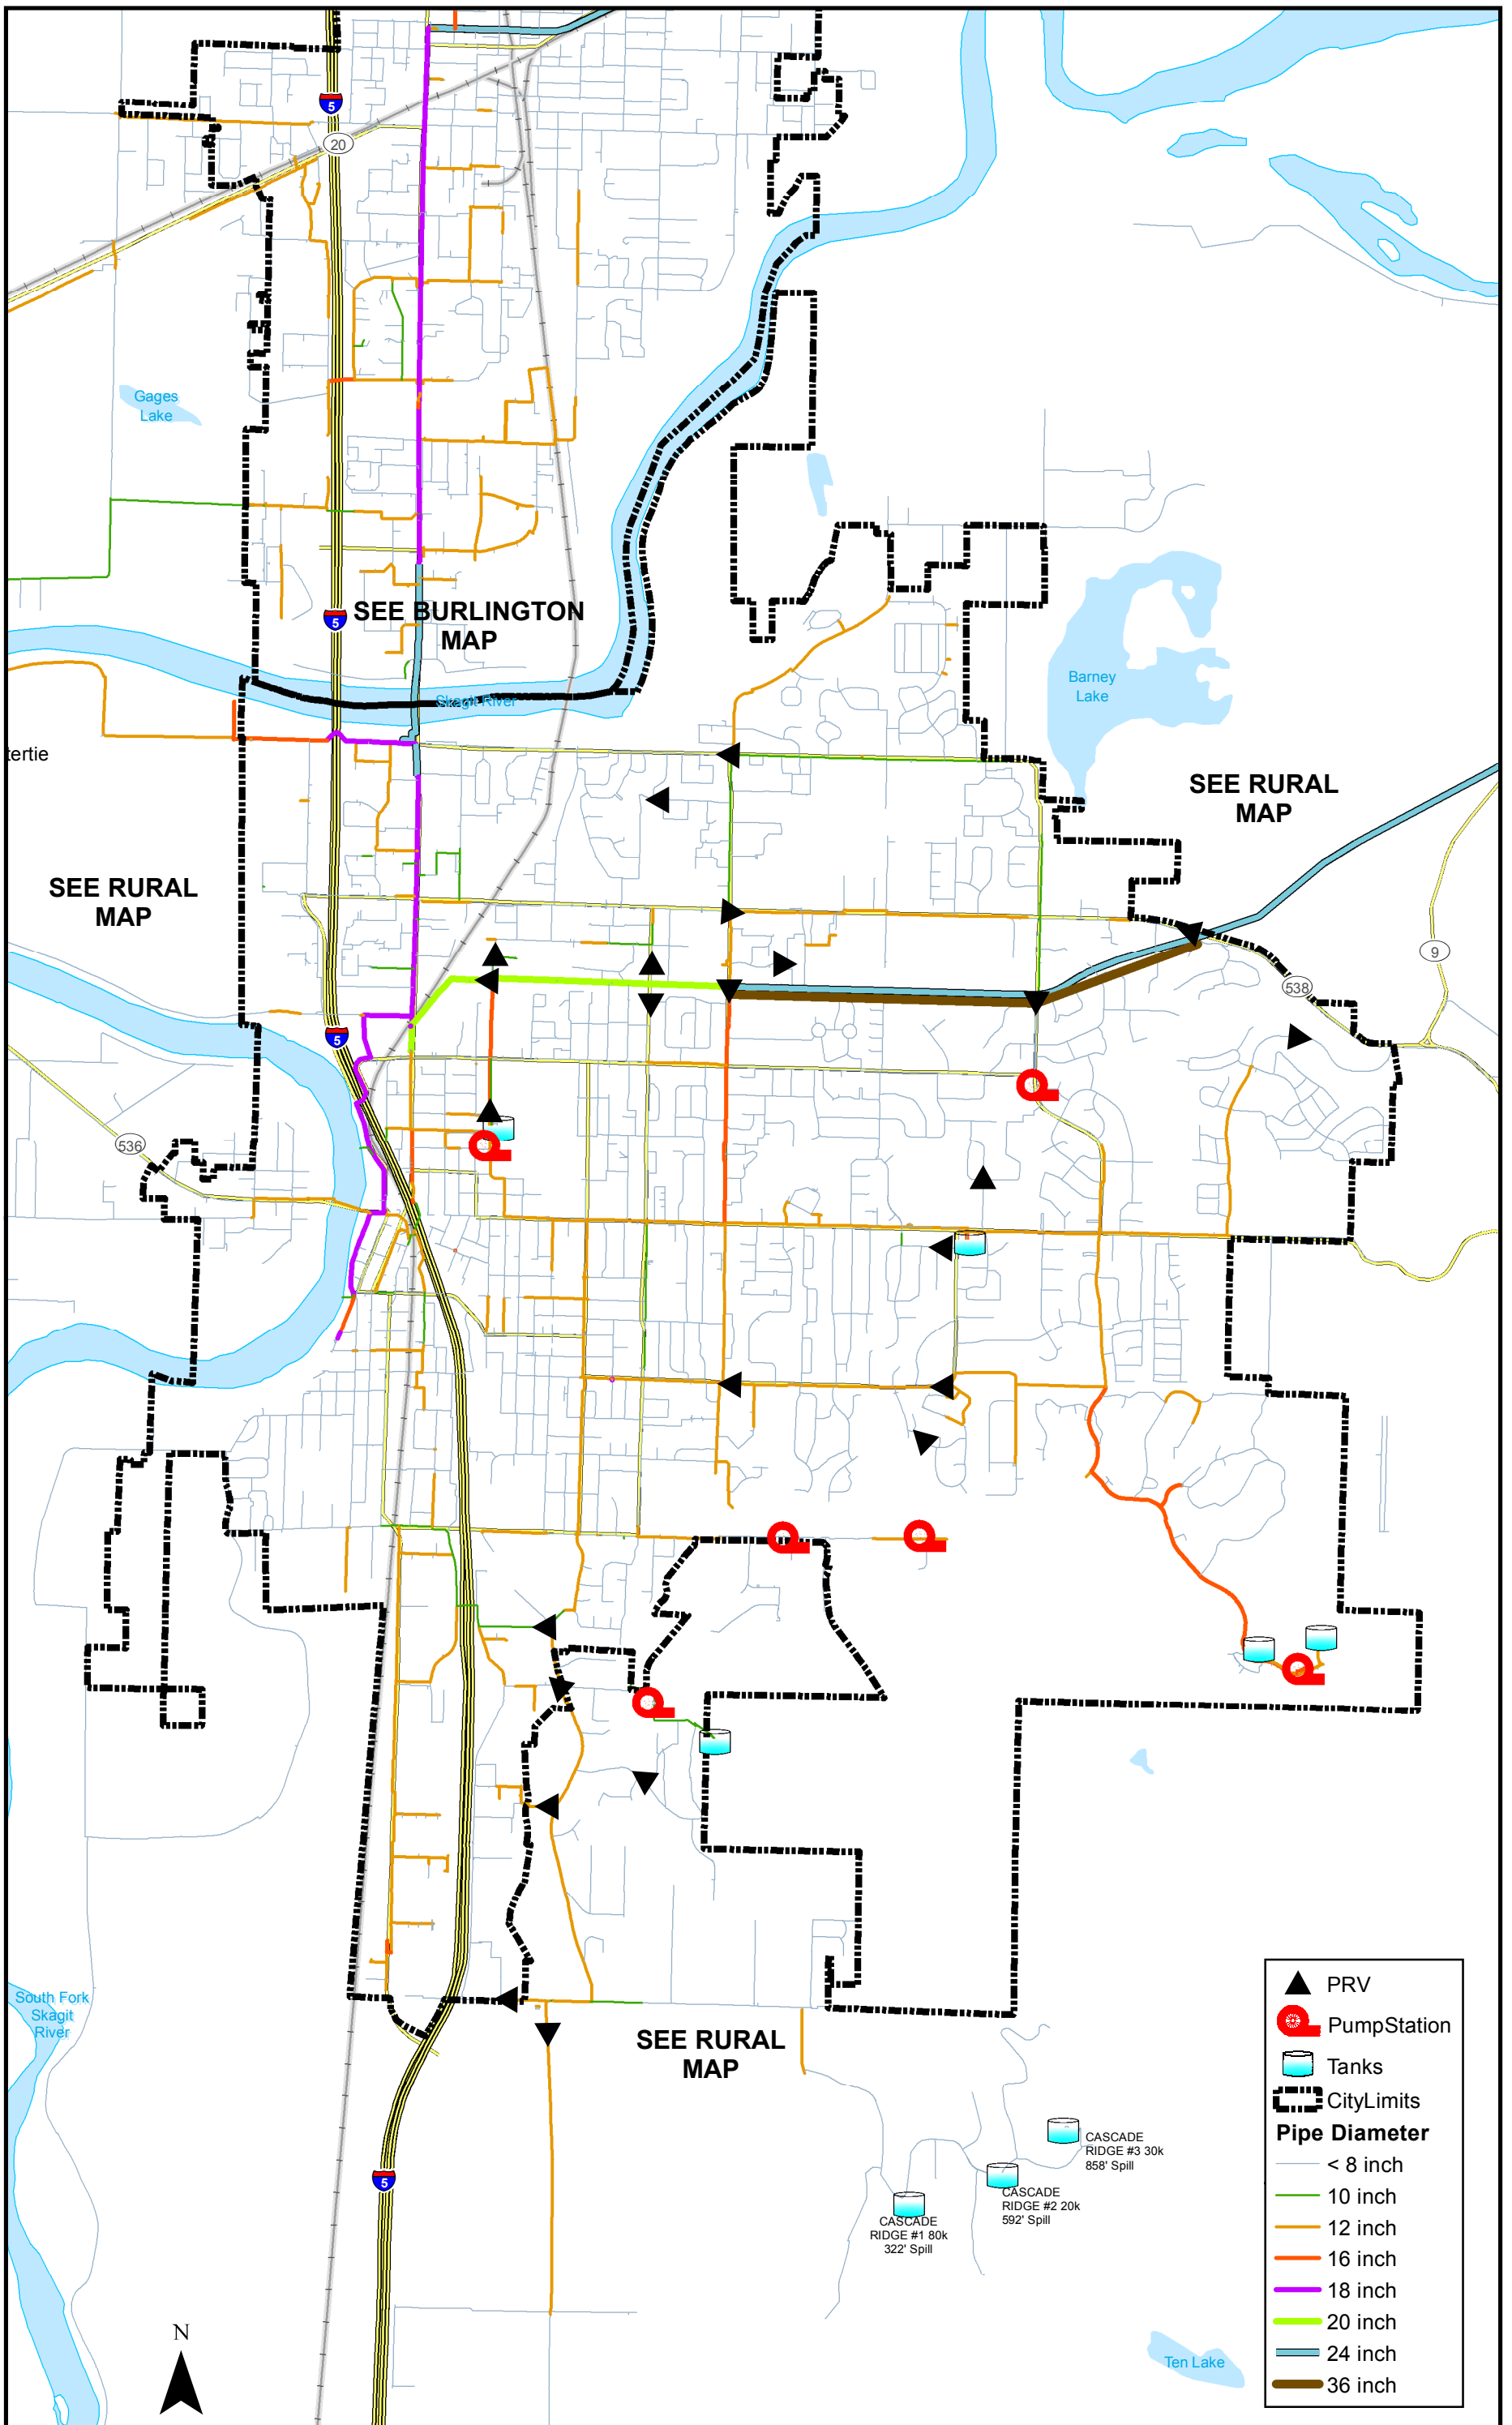 5
20
Gages
Lake
5
SEE BURLINGTON
MAP
Skagit River
Barney
Lake
tertie
SEE RURAL
MAP
SEE RURAL
MAP
9
538
5
536
South Fork
Skagit
River
SEE RURAL
MAP
CASCADE
RIDGE #3 30k
858' Spill
CASCADE
RIDGE #2 20k
592' Spill
CASCADE
RIDGE #1 80k
322' Spill
5
N
Ten Lake
PRV
PumpStation
Tanks
CityLimits
Pipe Diameter
< 8 inch
10 inch
12 inch
16 inch
18 inch
20 inch
24 inch
36 inch